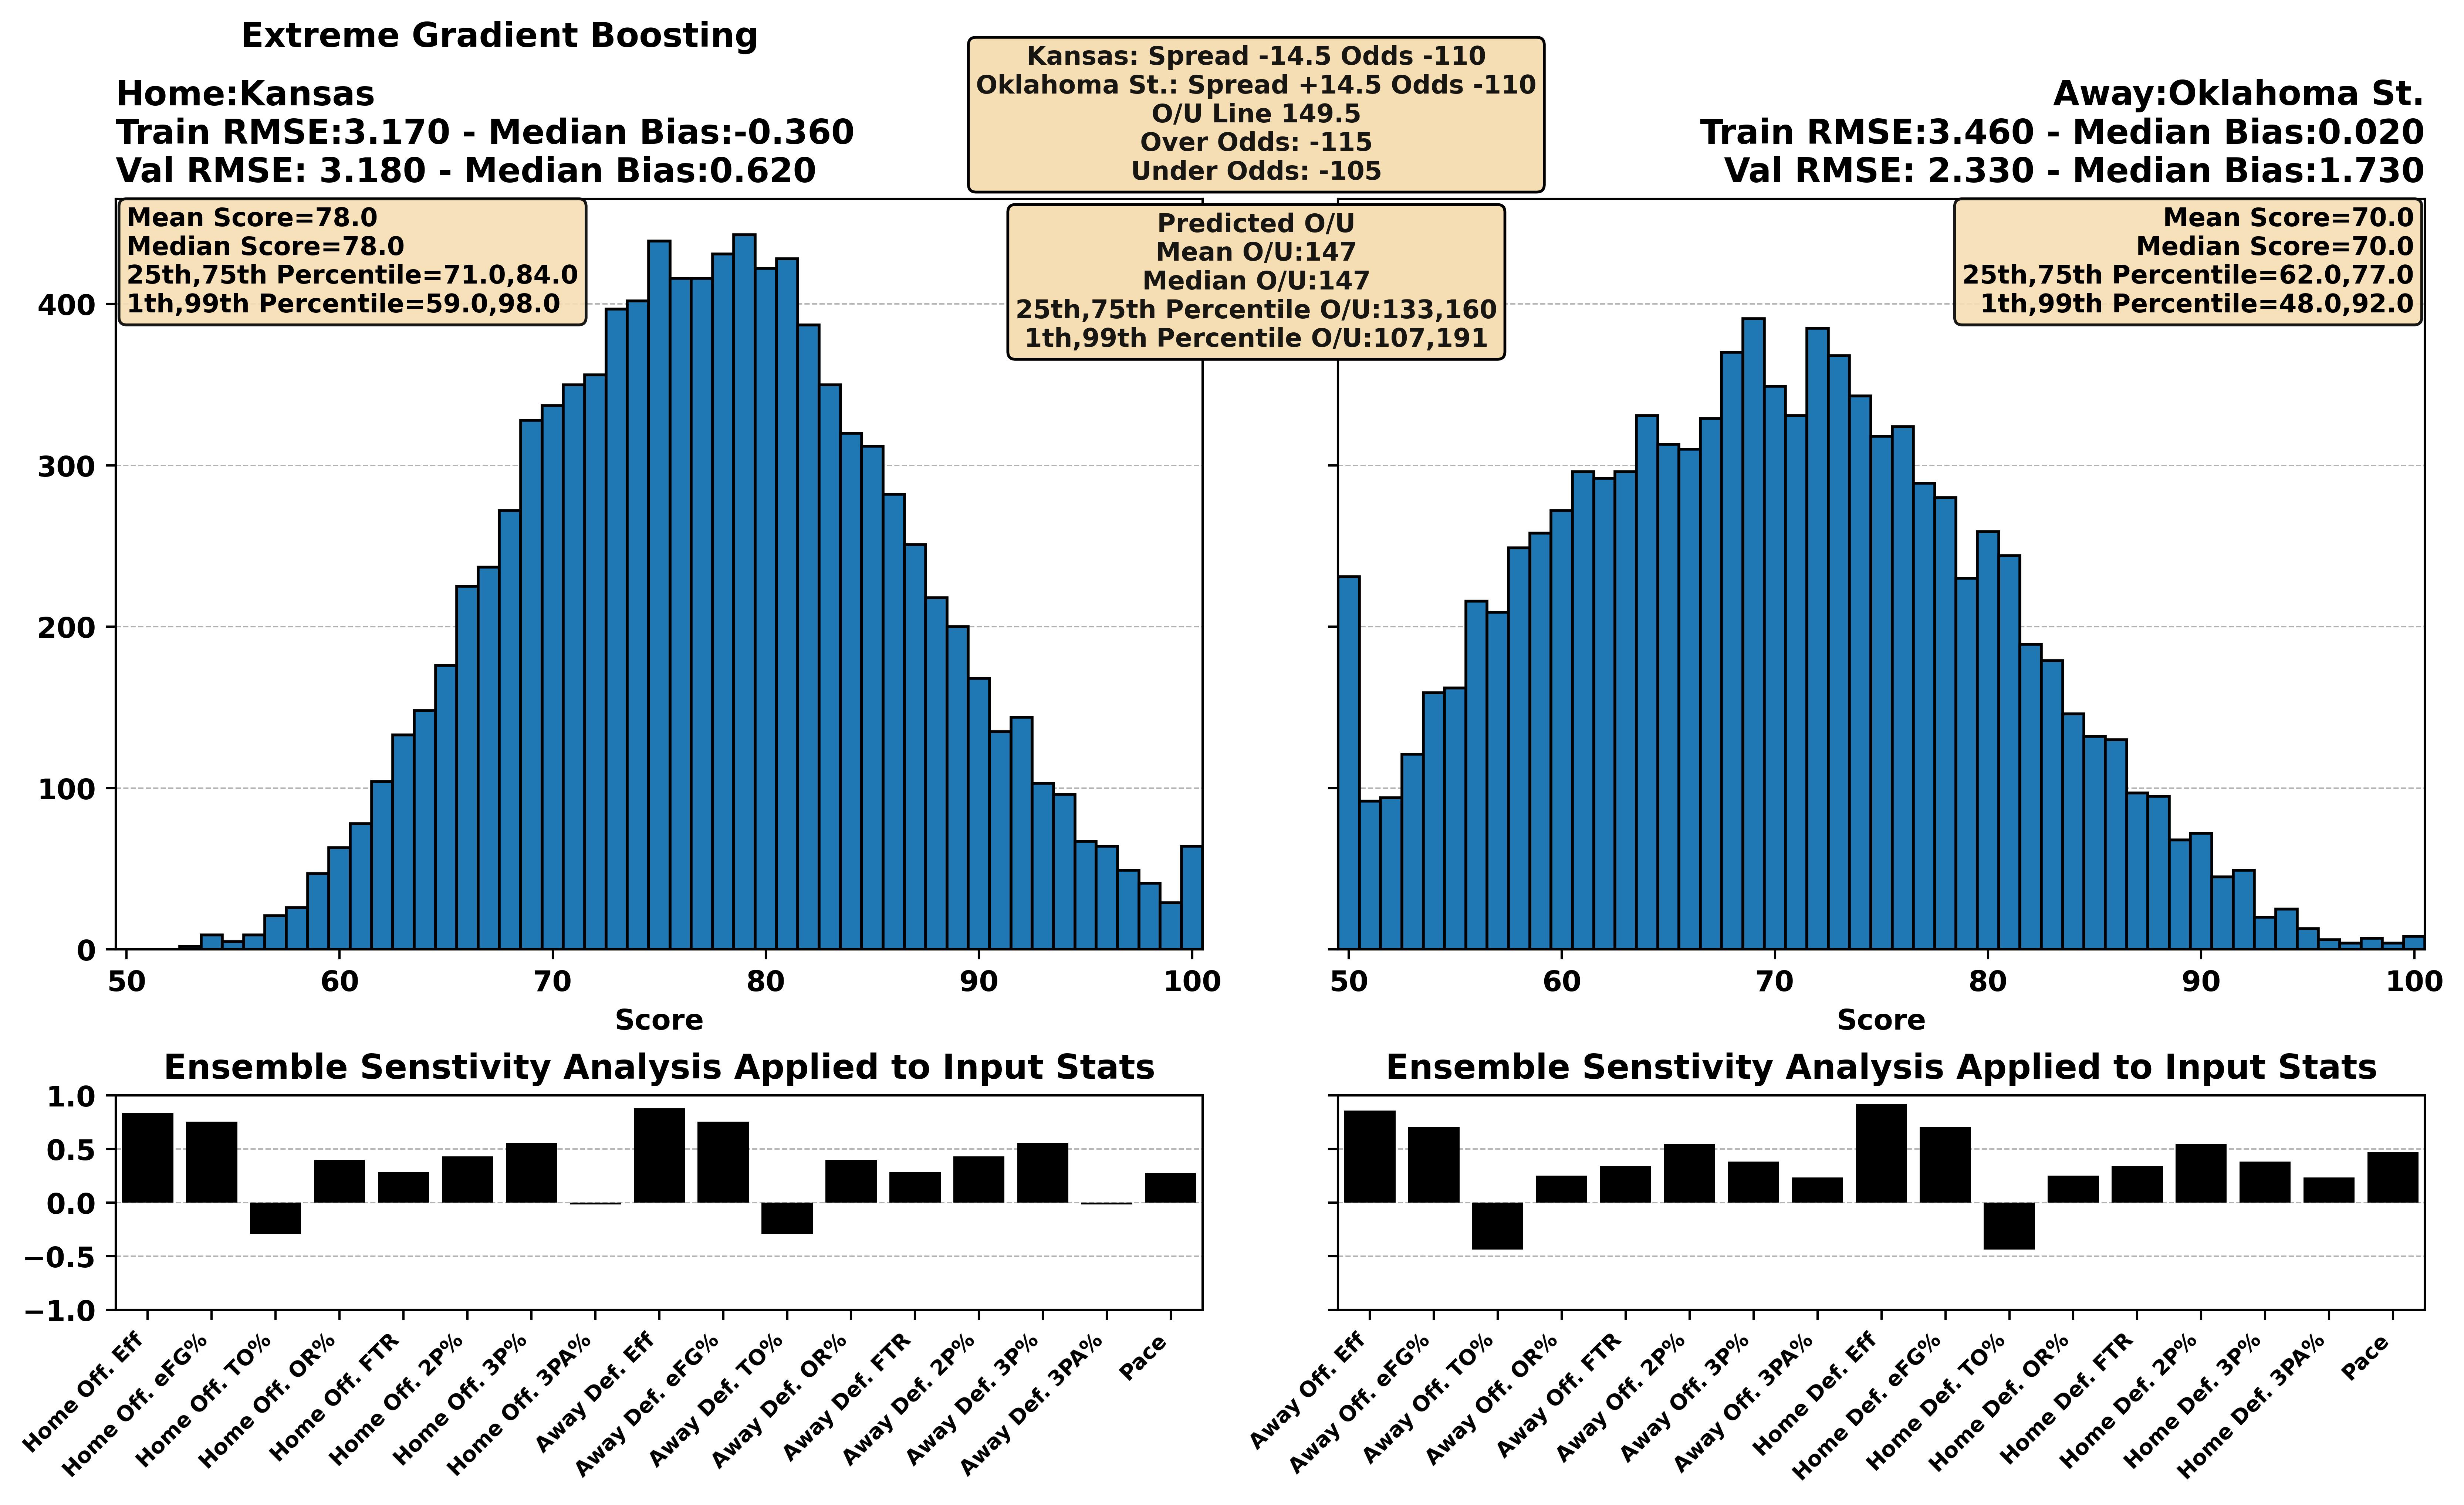 Extreme Gradient Boosting
Home:Kansas
Train RMSE:3.170 - Median Bias:-0.360
Val RMSE: 3.180 - Median Bias:0.620
Kansas: Spread -14.5 Odds -110
Oklahoma St.: Spread +14.5 Odds -110
O/U Line 149.5
Over Odds: -115
Under Odds: -105
Away:Oklahoma St.
Train RMSE:3.460 - Median Bias:0.020
Val RMSE: 2.330 - Median Bias:1.730
Mean Score=78.0
Median Score=78.0
25th,75th Percentile=71.0,84.0
1th,99th Percentile=59.0,98.0
Predicted O/U
Mean O/U:147
Median O/U:147
25th,75th Percentile O/U:133,160
1th,99th Percentile O/U:107,191
Mean Score=70.0
Median Score=70.0
25th,75th Percentile=62.0,77.0
1th,99th Percentile=48.0,92.0
400
300
200
100
0
50 60 70 80 90 100
Score
50 60 70 80 90 100
Score
Ensemble Senstivity Analysis Applied to Input Stats
1.0
0.5
0.0
−0.5
−1.0
Home Off. Eff
Home Off. eFG%
Home Off. TO%
Home Off. OR%
Home Off. FTR
Home Off. 2P%
Home Off. 3P%
Home Off. 3PA%
Away Def. Eff
Away Def. eFG%
Away Def. TO%
Away Def. OR%
Away Def. FTR
Away Def. 2P%
Away Def. 3P%
Away Def. 3PA%
Pace
Ensemble Senstivity Analysis Applied to Input Stats
Away Off. Eff
Away Off. eFG%
Away Off. TO%
Away Off. OR%
Away Off. FTR
Away Off. 2P%
Away Off. 3P%
Away Off. 3PA%
Home Def. Eff
Home Def. eFG%
Home Def. TO%
Home Def. OR%
Home Def. FTR
Home Def. 2P%
Home Def. 3P%
Home Def. 3PA%
Pace